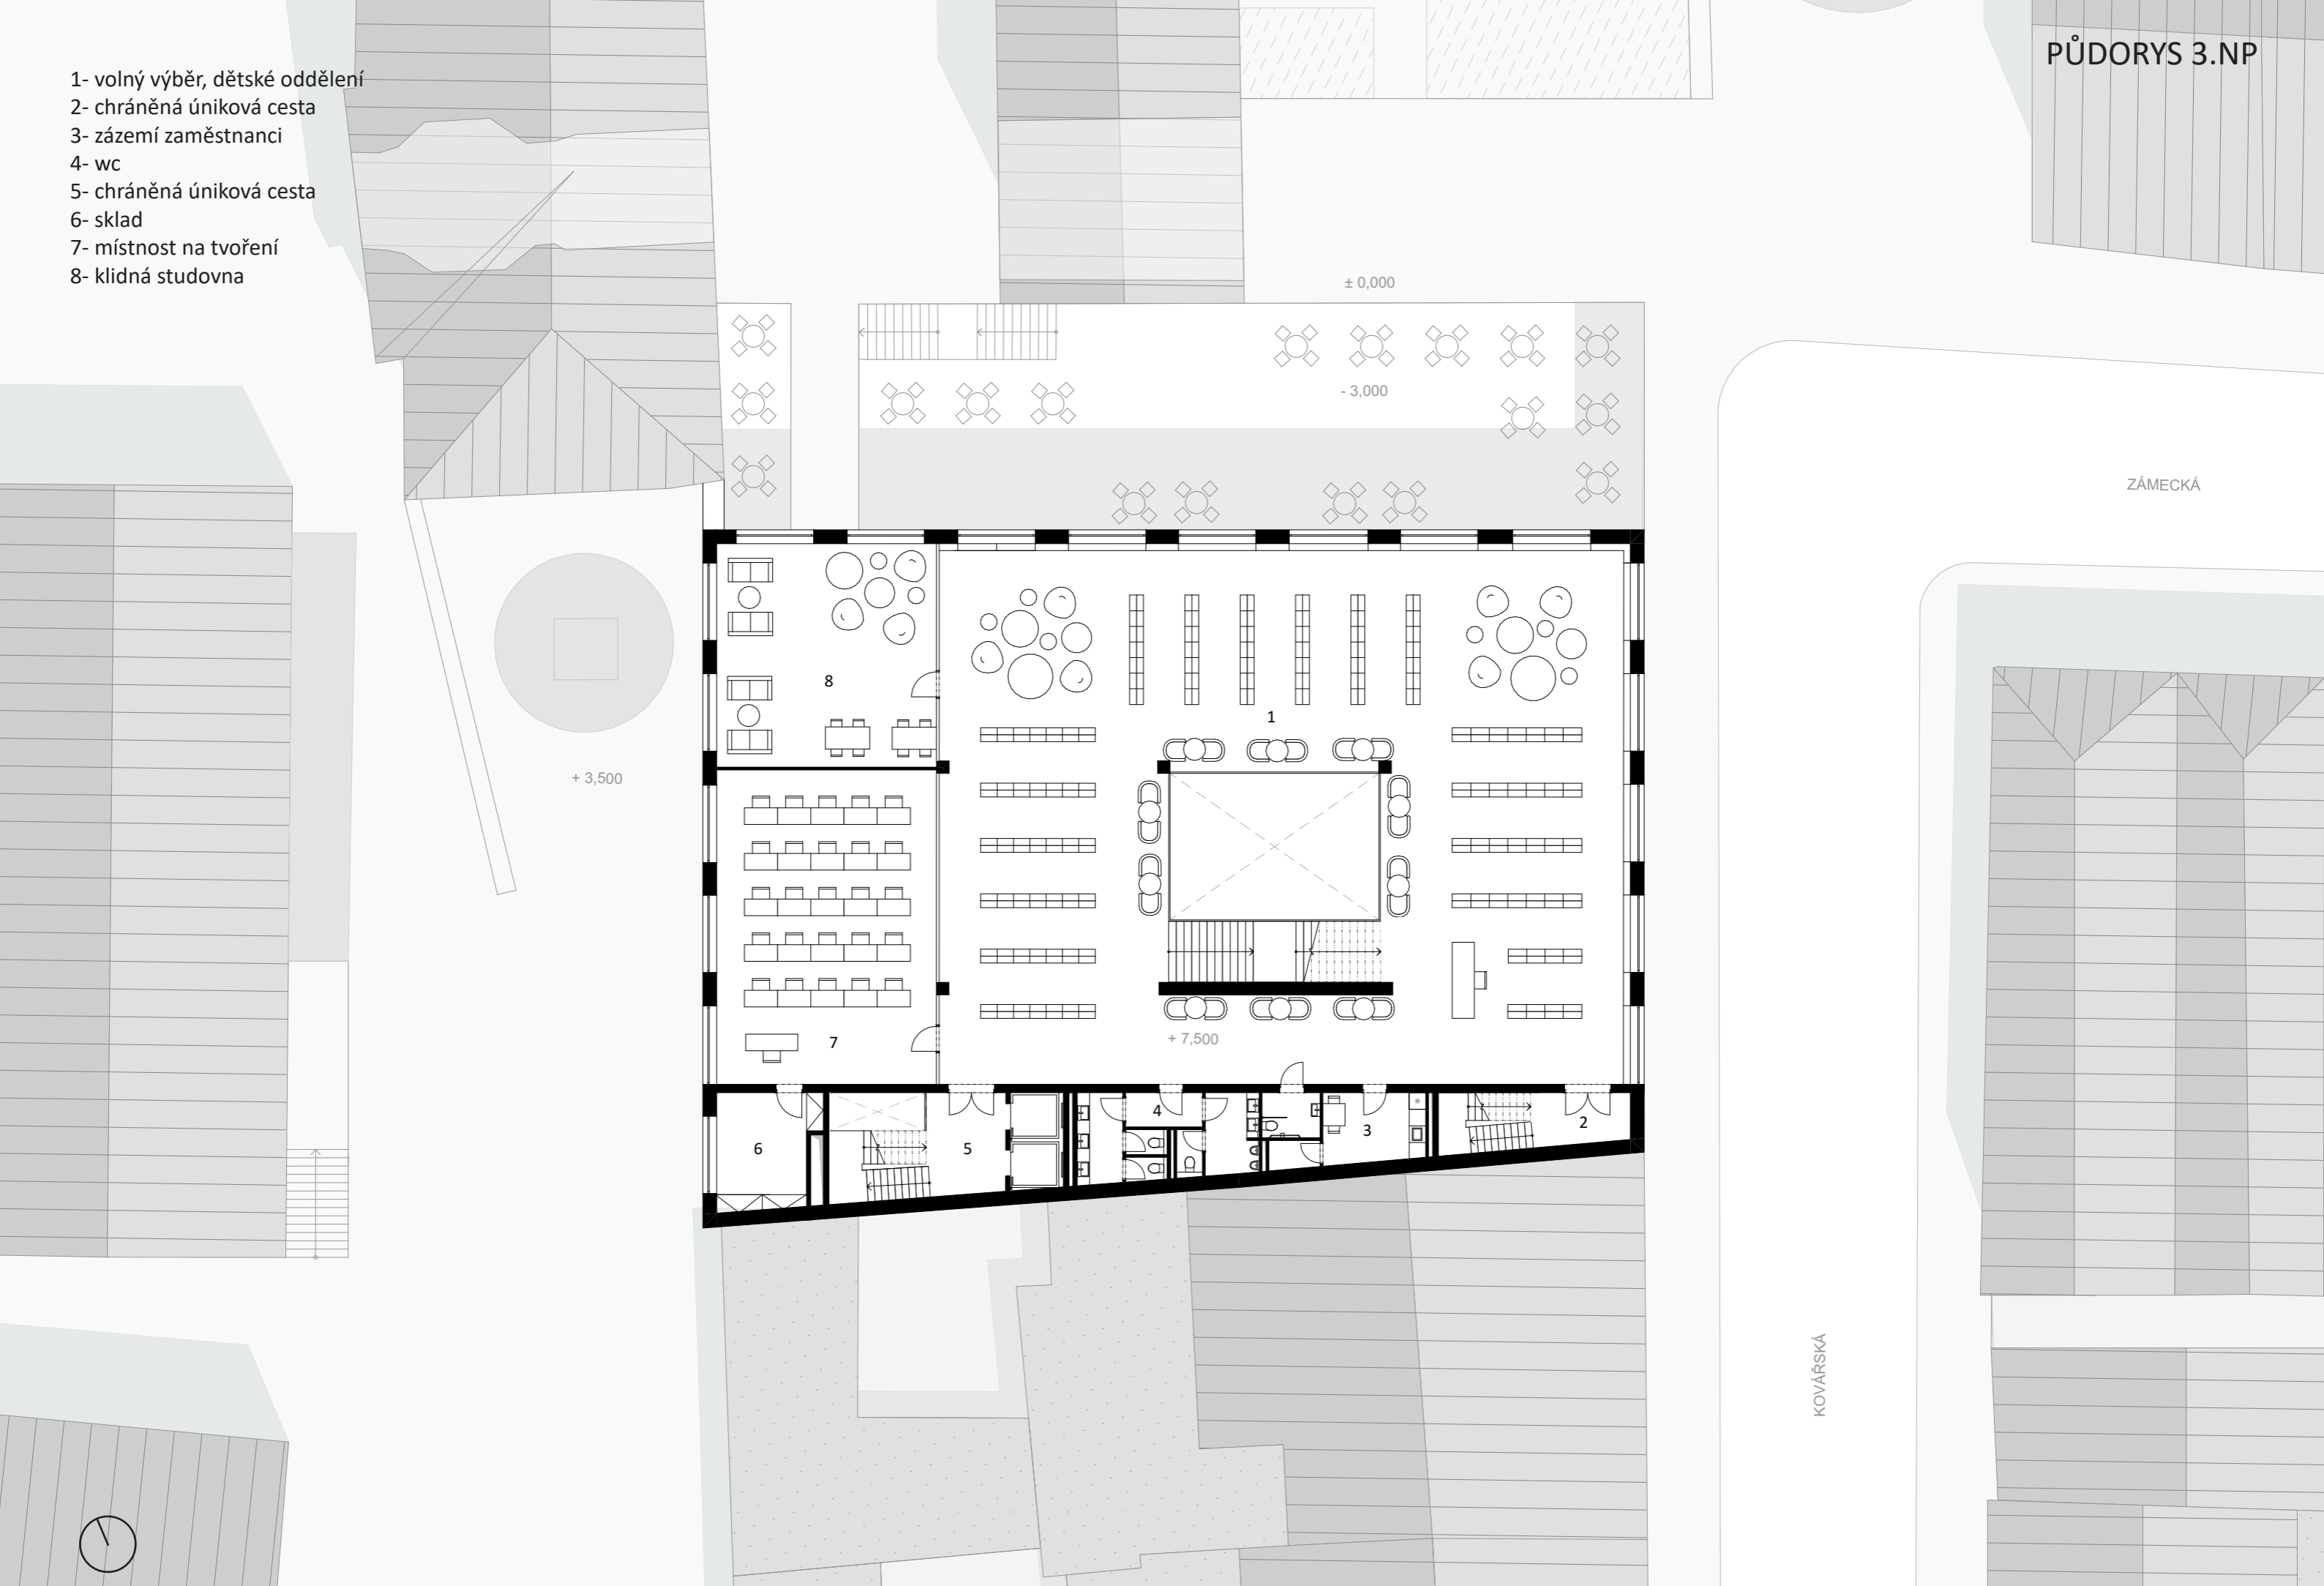 PŮDORYS 3.NP
1- volný výběr, dětské oddělení
2- chráněná úniková cesta
3- zázemí zaměstnanci
4- wc
5- chráněná úniková cesta
6- sklad
7- místnost na tvoření
8- klidná studovna
± 0,000
- 3,000
ZÁMECKÁ
8
1
+ 3,500
+ 7,500
7
4
2
3
6
5
KOVÁŘSKÁ